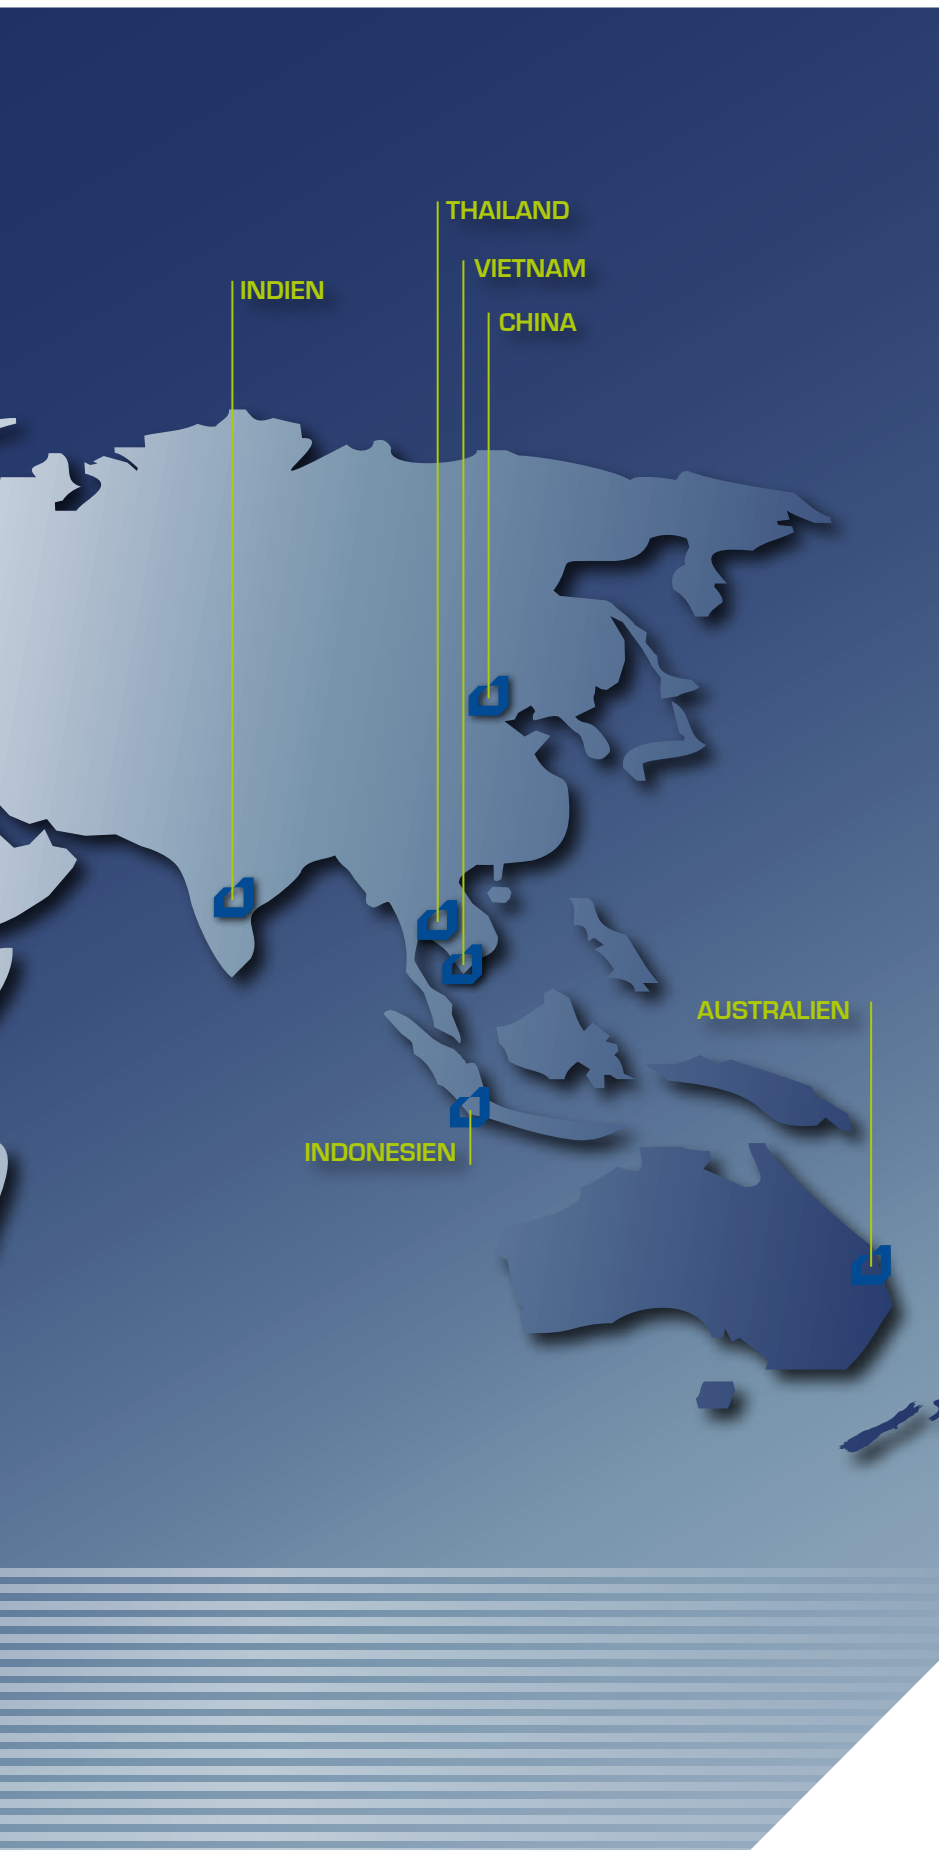 THAILAND
VIETNAM
INDIEN
CHINA
AUSTRALIEN
INDONESIEN